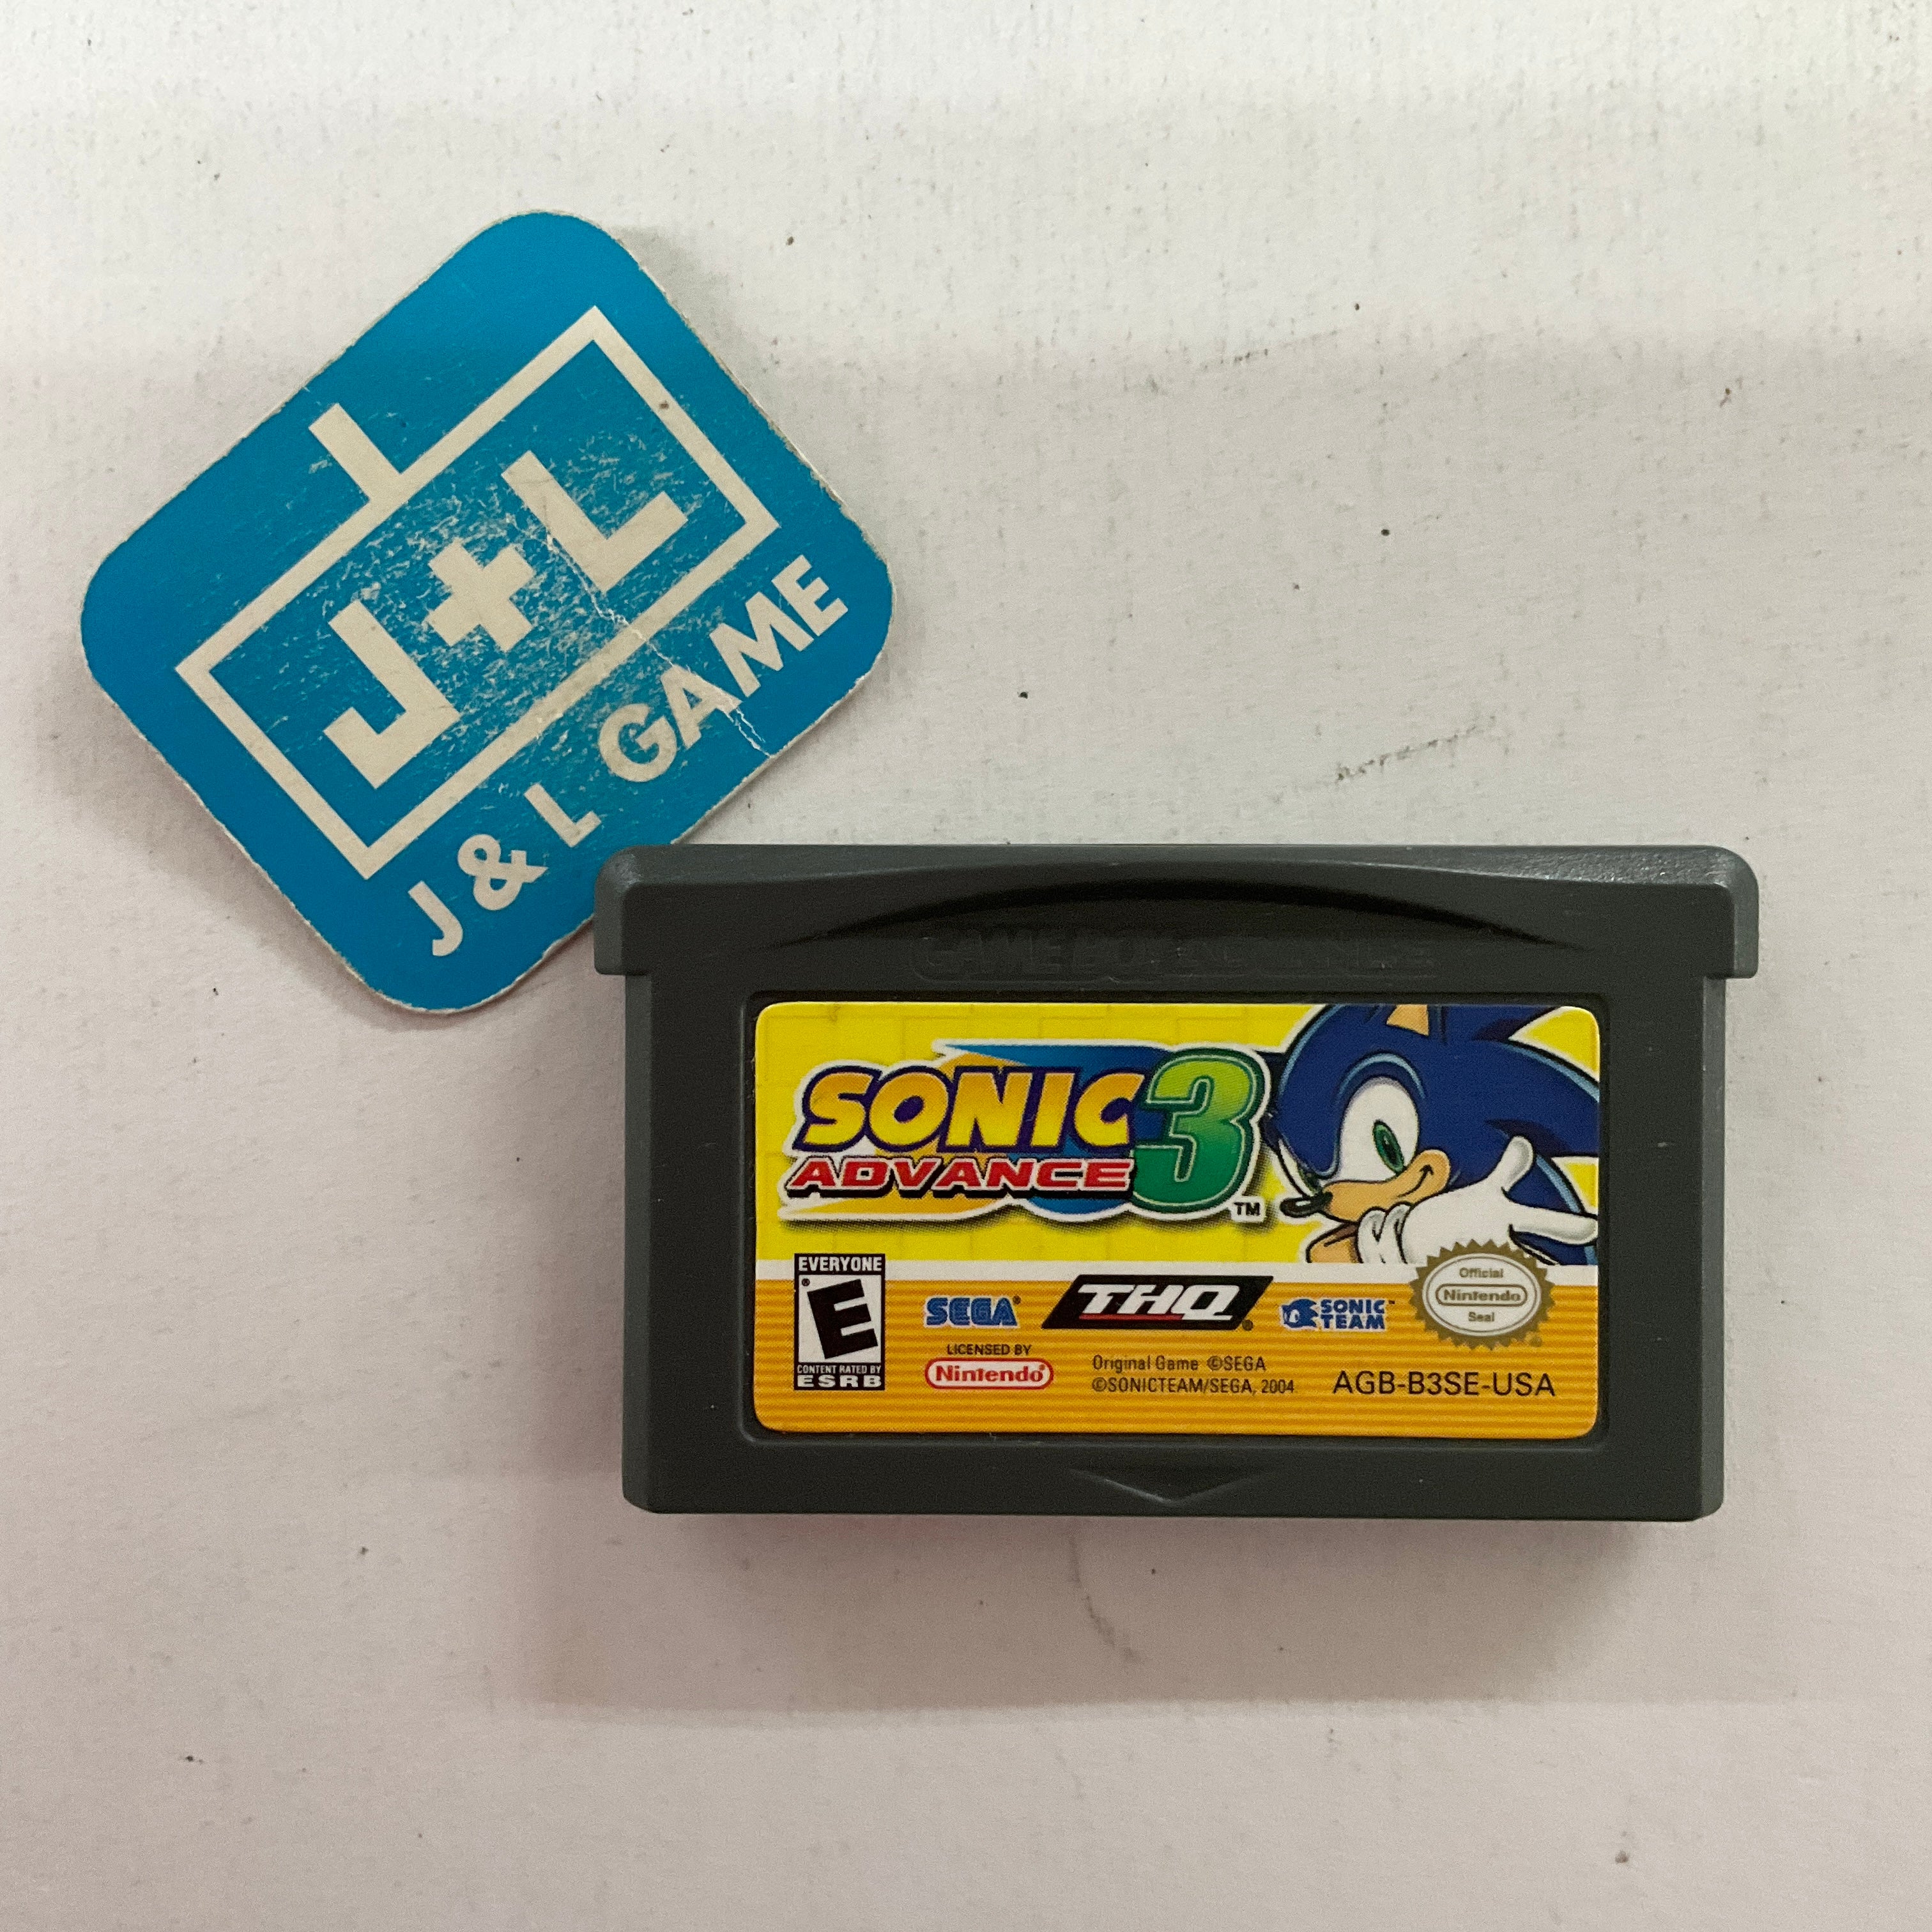 J+L
J & L GAME
GAME BOY ADVANCE
SONIC 3
ADVANCE
TM
EVERYONE
E
CONTENT RATED BY
ESRB
SEGA®
THQ®
SONIC™
TEAM
Official
Nintendo
Seal
LICENSED BY
Nintendo®
Original Game ©SEGA
©SONICTEAM/SEGA, 2004
AGB-B3SE-USA